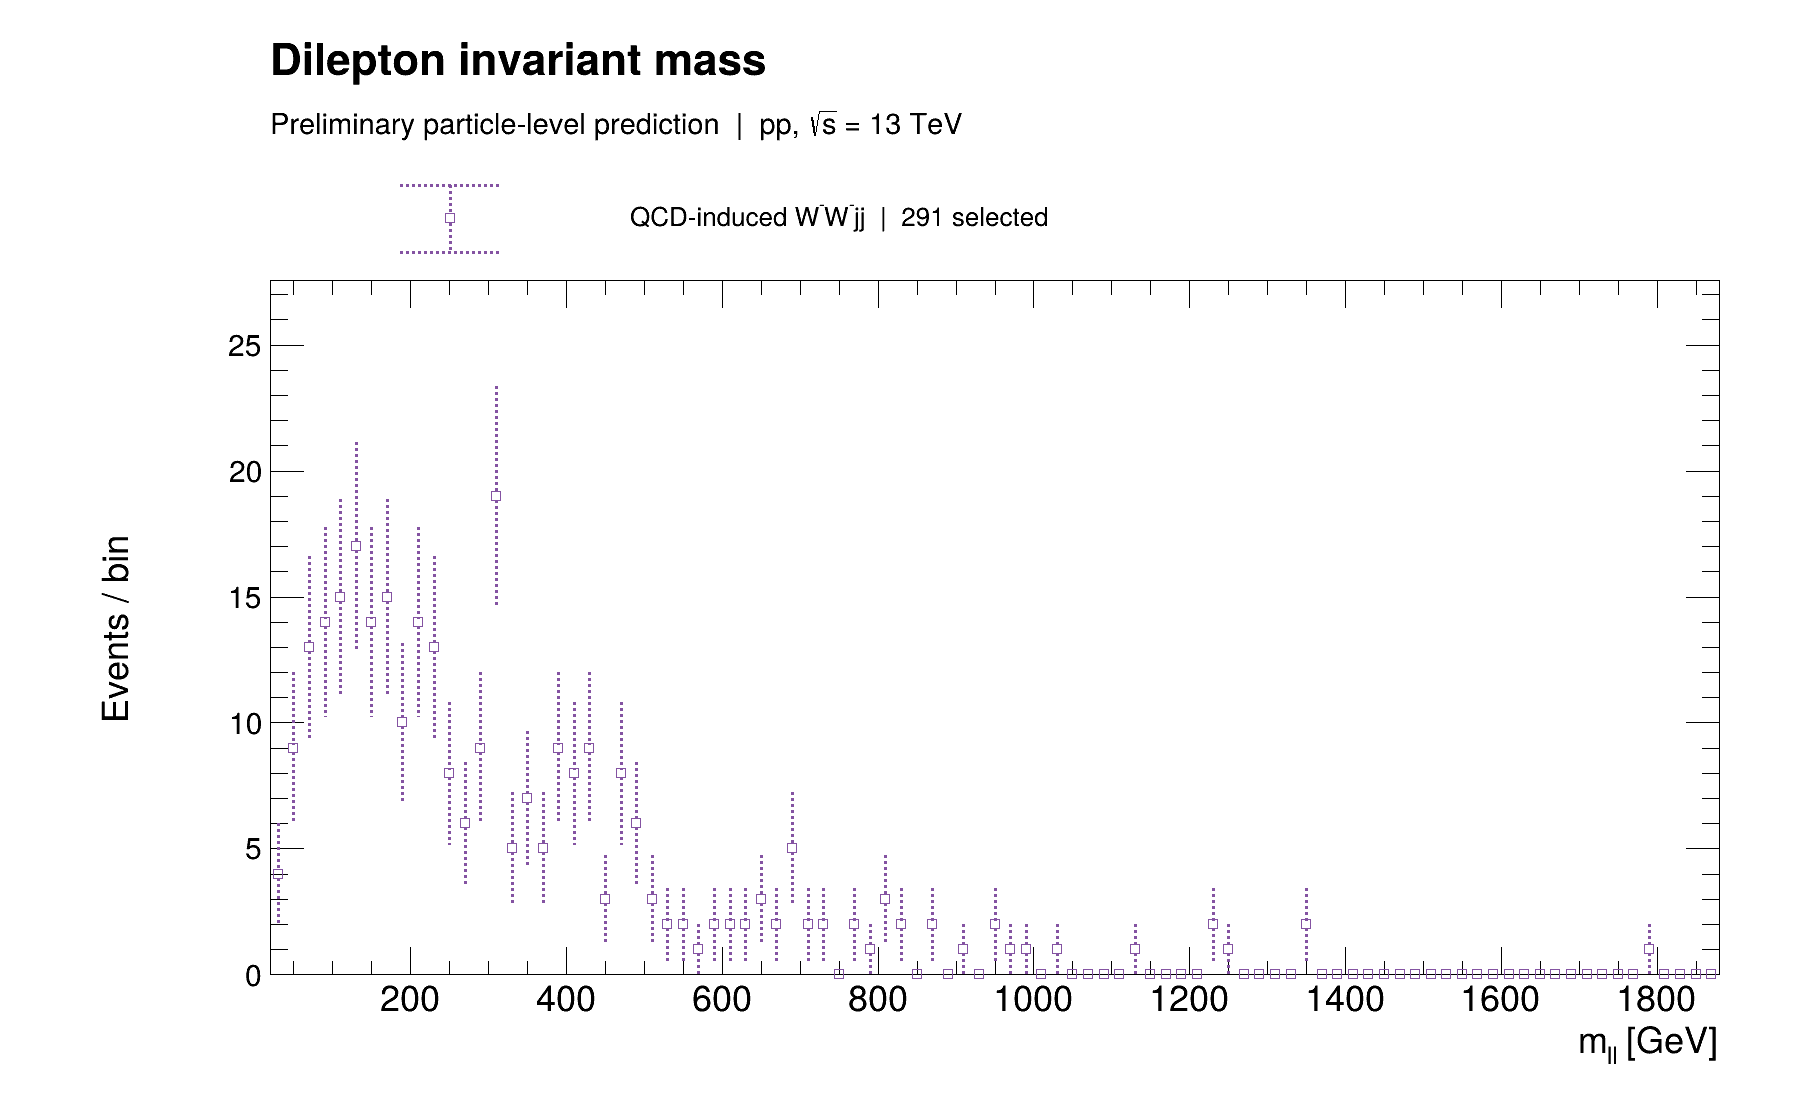 Dilepton invariant mass
Preliminary particle-level prediction | pp, √s = 13 TeV
QCD-induced W⁻W⁻jj | 291 selected
Events / bin
25
20
15
10
5
0
200 400 600 800 1000 1200 1400 1600 1800
m_ll [GeV]